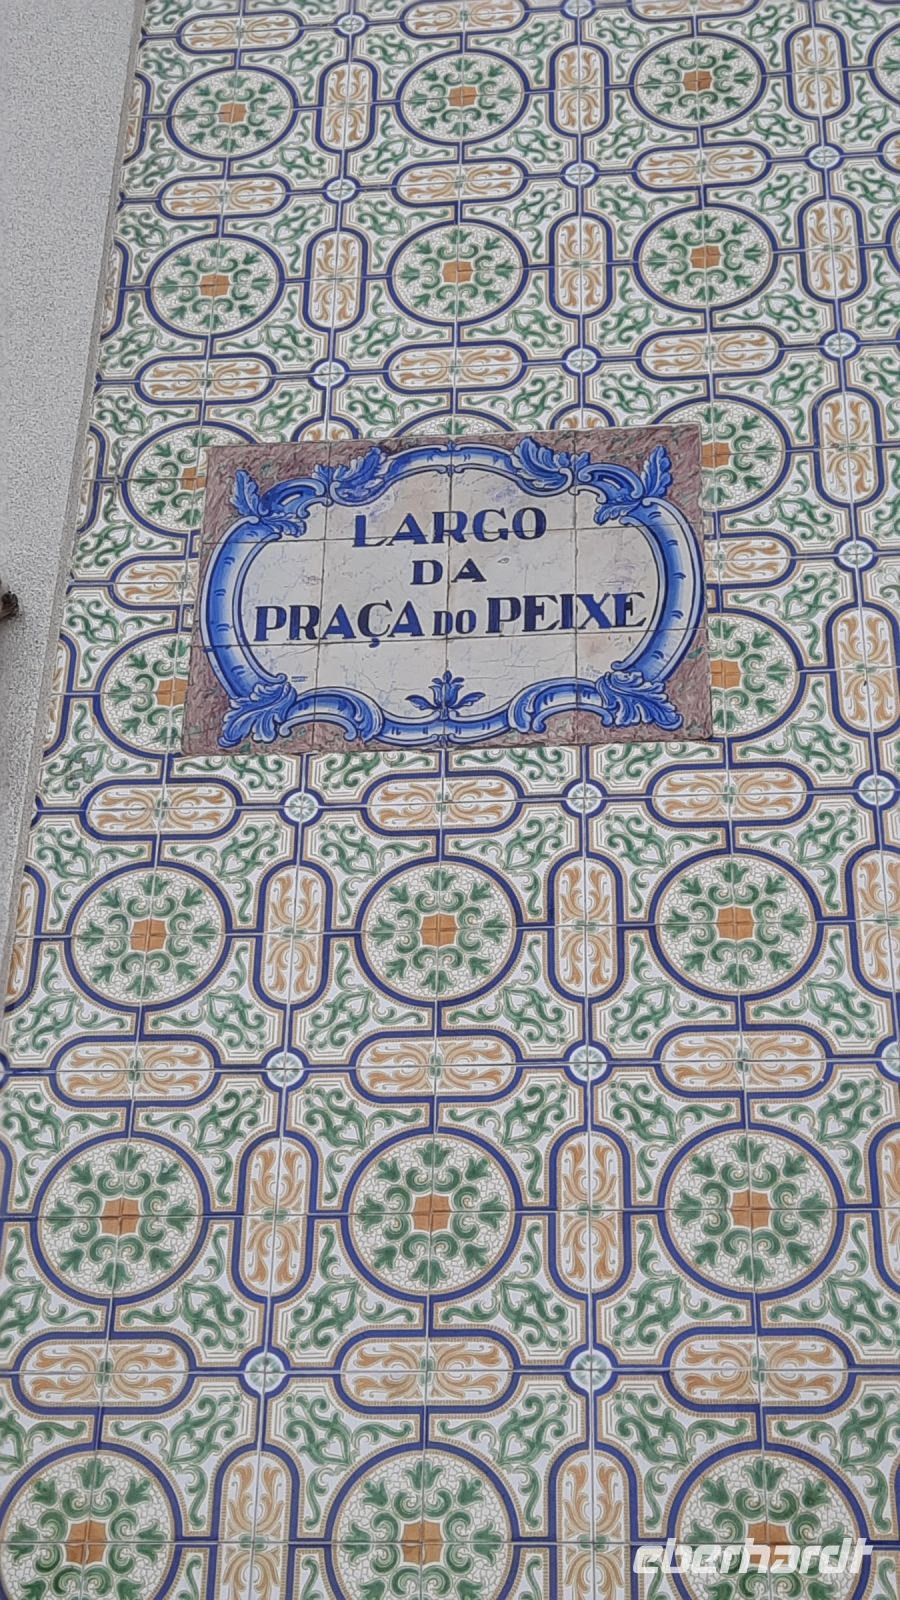 LARGO
DA
PRAÇA DO PEIXE
eberhardt